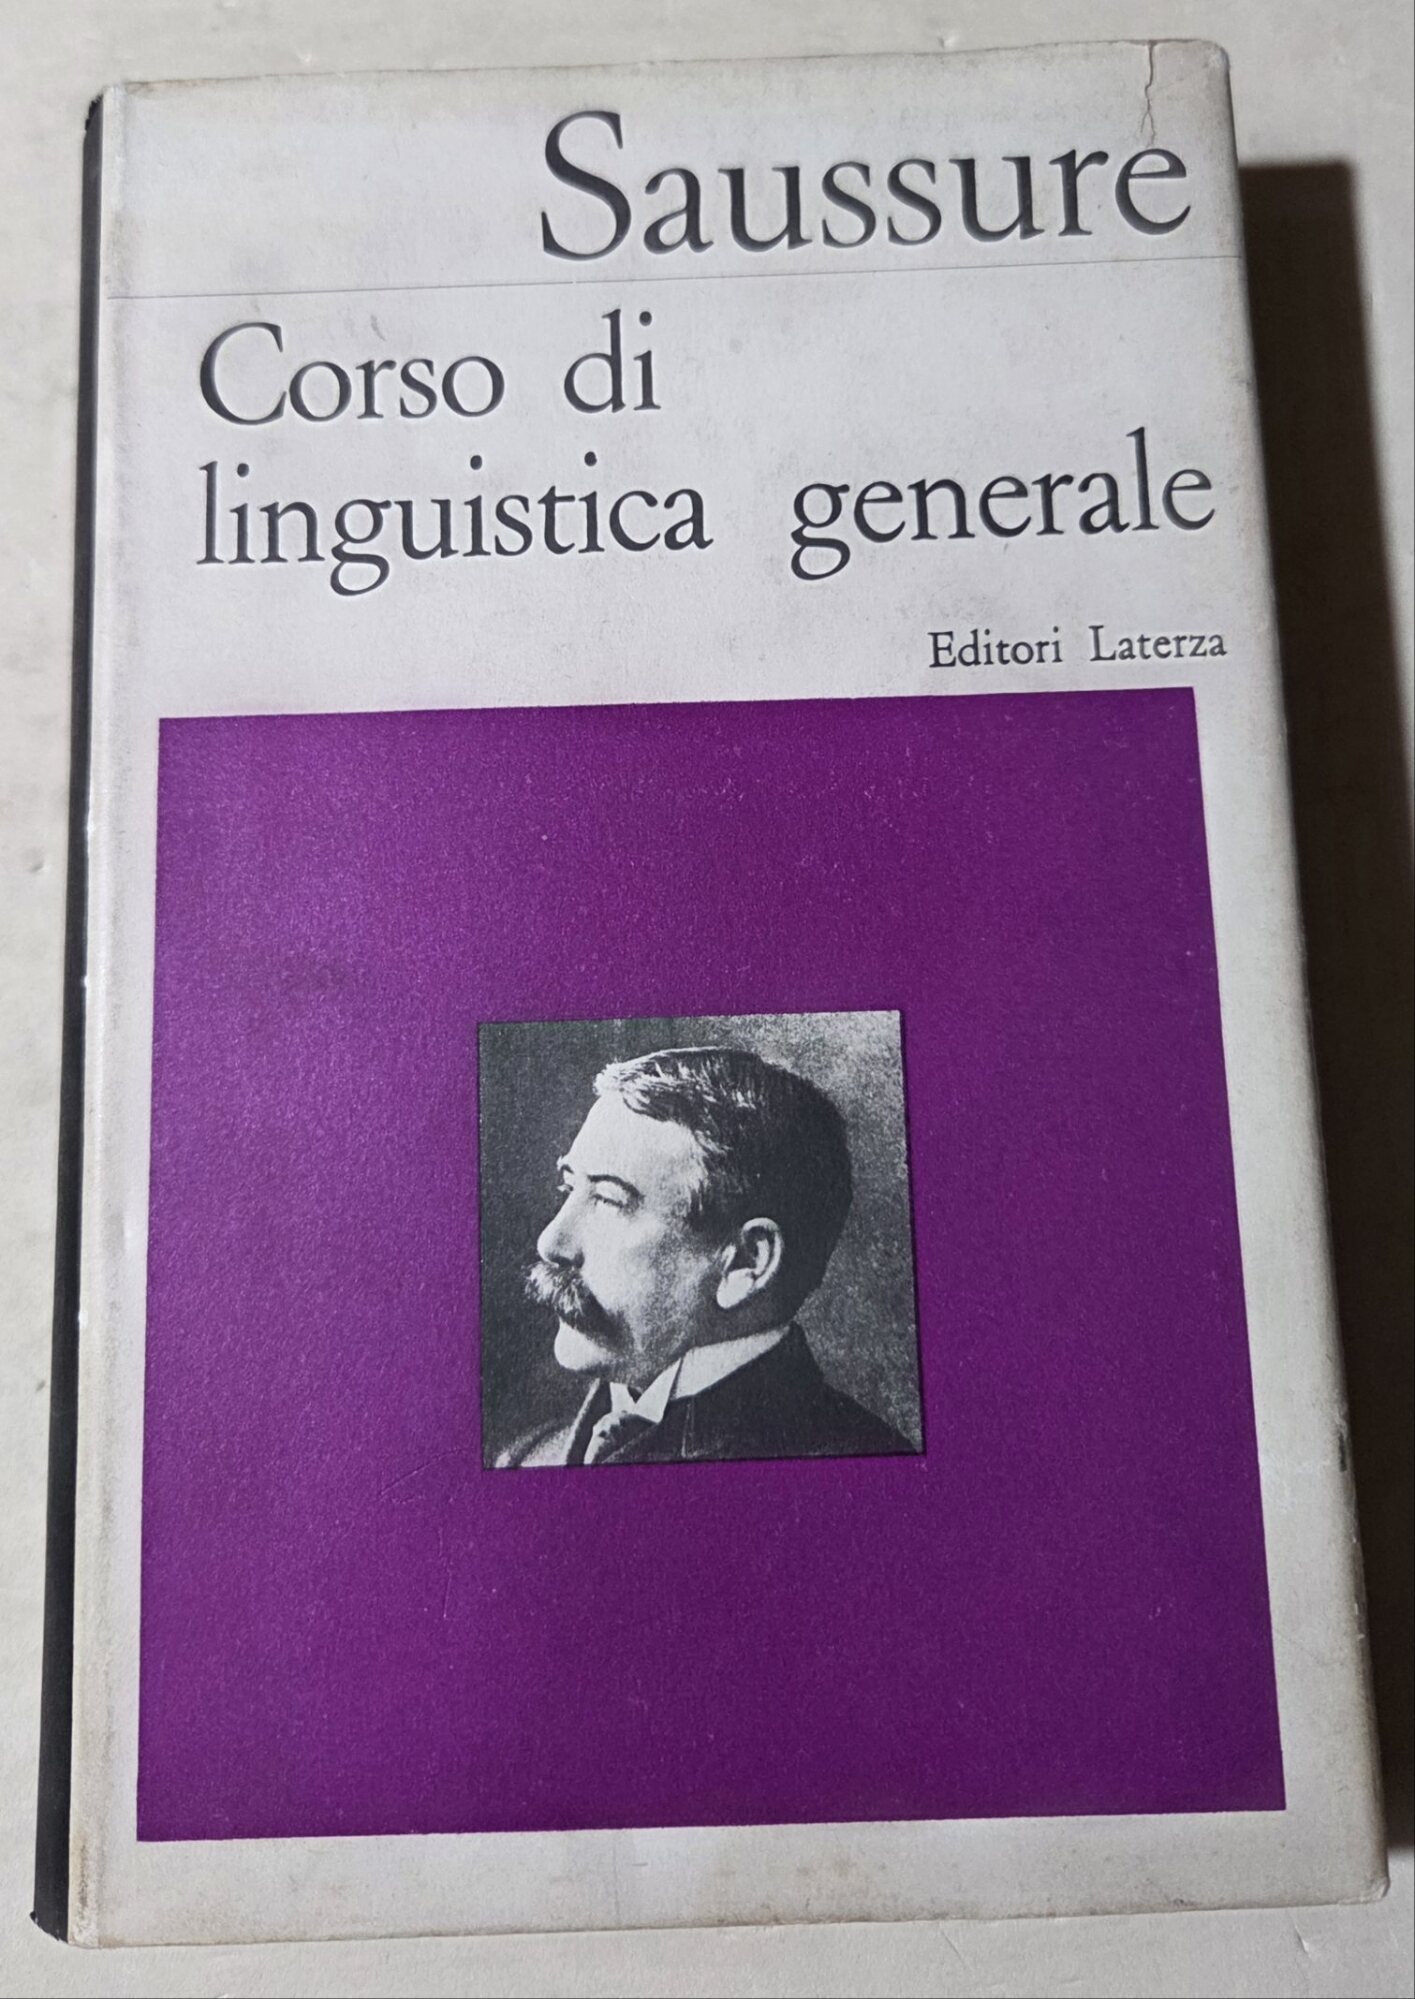 Saussure
Corso di
linguistica generale
Editori Laterza